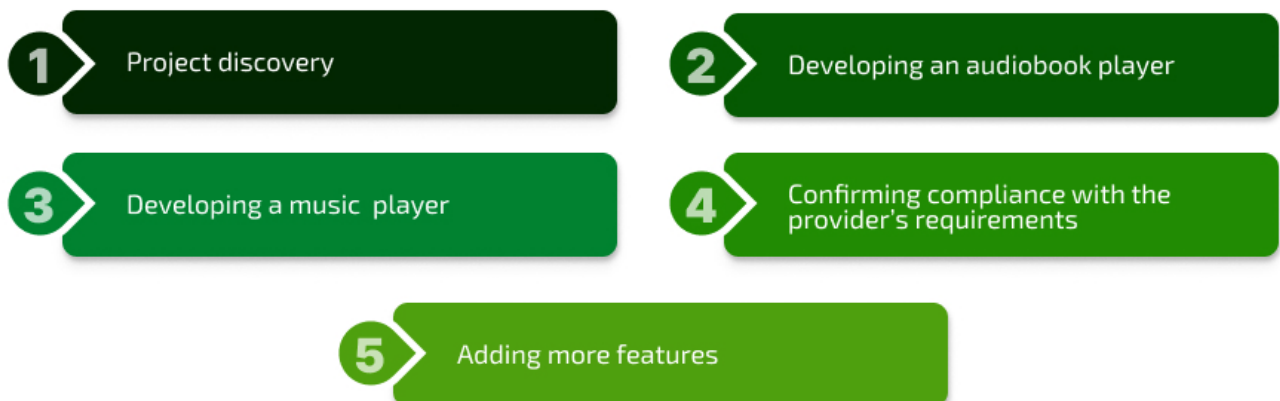 1
Project discovery
2
Developing an audiobook player
3
Developing a music  player
4
Confirming compliance with the
provider’s requirements
5
Adding more features